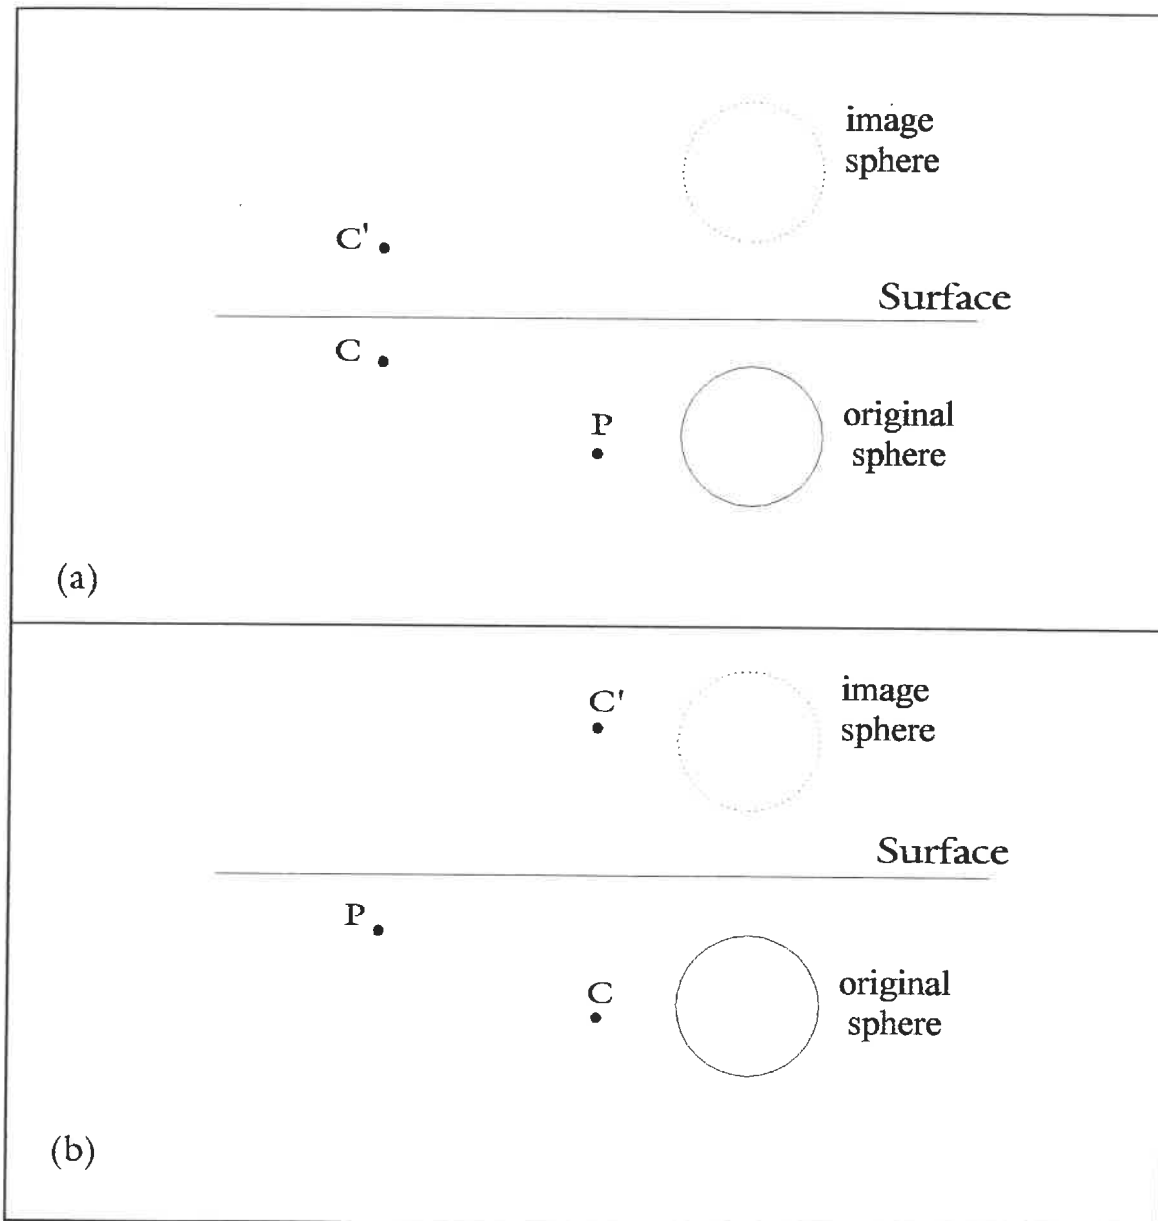 image
sphere
C'
Surface
C
P
original
sphere
(a)
image
sphere
C'
Surface
P
C
original
sphere
(b)